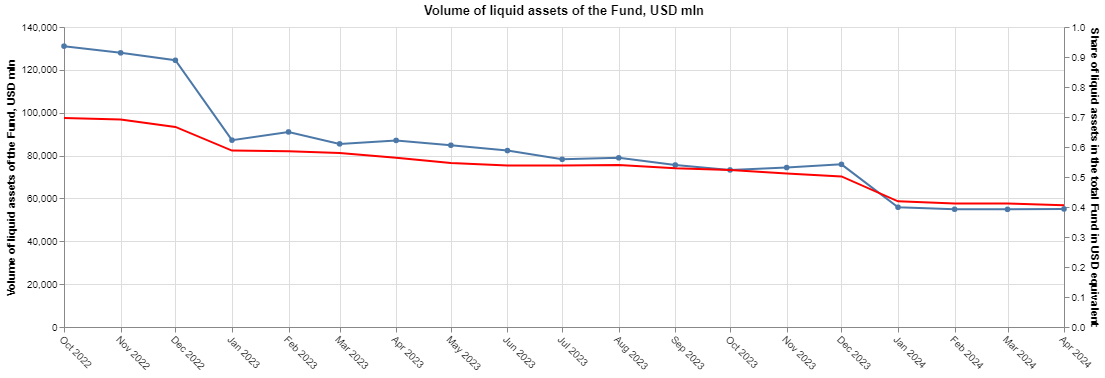 Volume of liquid assets of the Fund, USD mln
140,000
120,000
100,000
80,000
60,000
40,000
20,000
0
Volume of liquid assets of the Fund, USD mln
1.0
0.9
0.8
0.7
0.6
0.5
0.4
0.3
0.2
0.1
0.0
Share of liquid assets in the total Fund in USD equivalent
Oct 2022
Nov 2022
Dec 2022
Jan 2023
Feb 2023
Mar 2023
Apr 2023
May 2023
Jun 2023
Jul 2023
Aug 2023
Sep 2023
Oct 2023
Nov 2023
Dec 2023
Jan 2024
Feb 2024
Mar 2024
Apr 2024